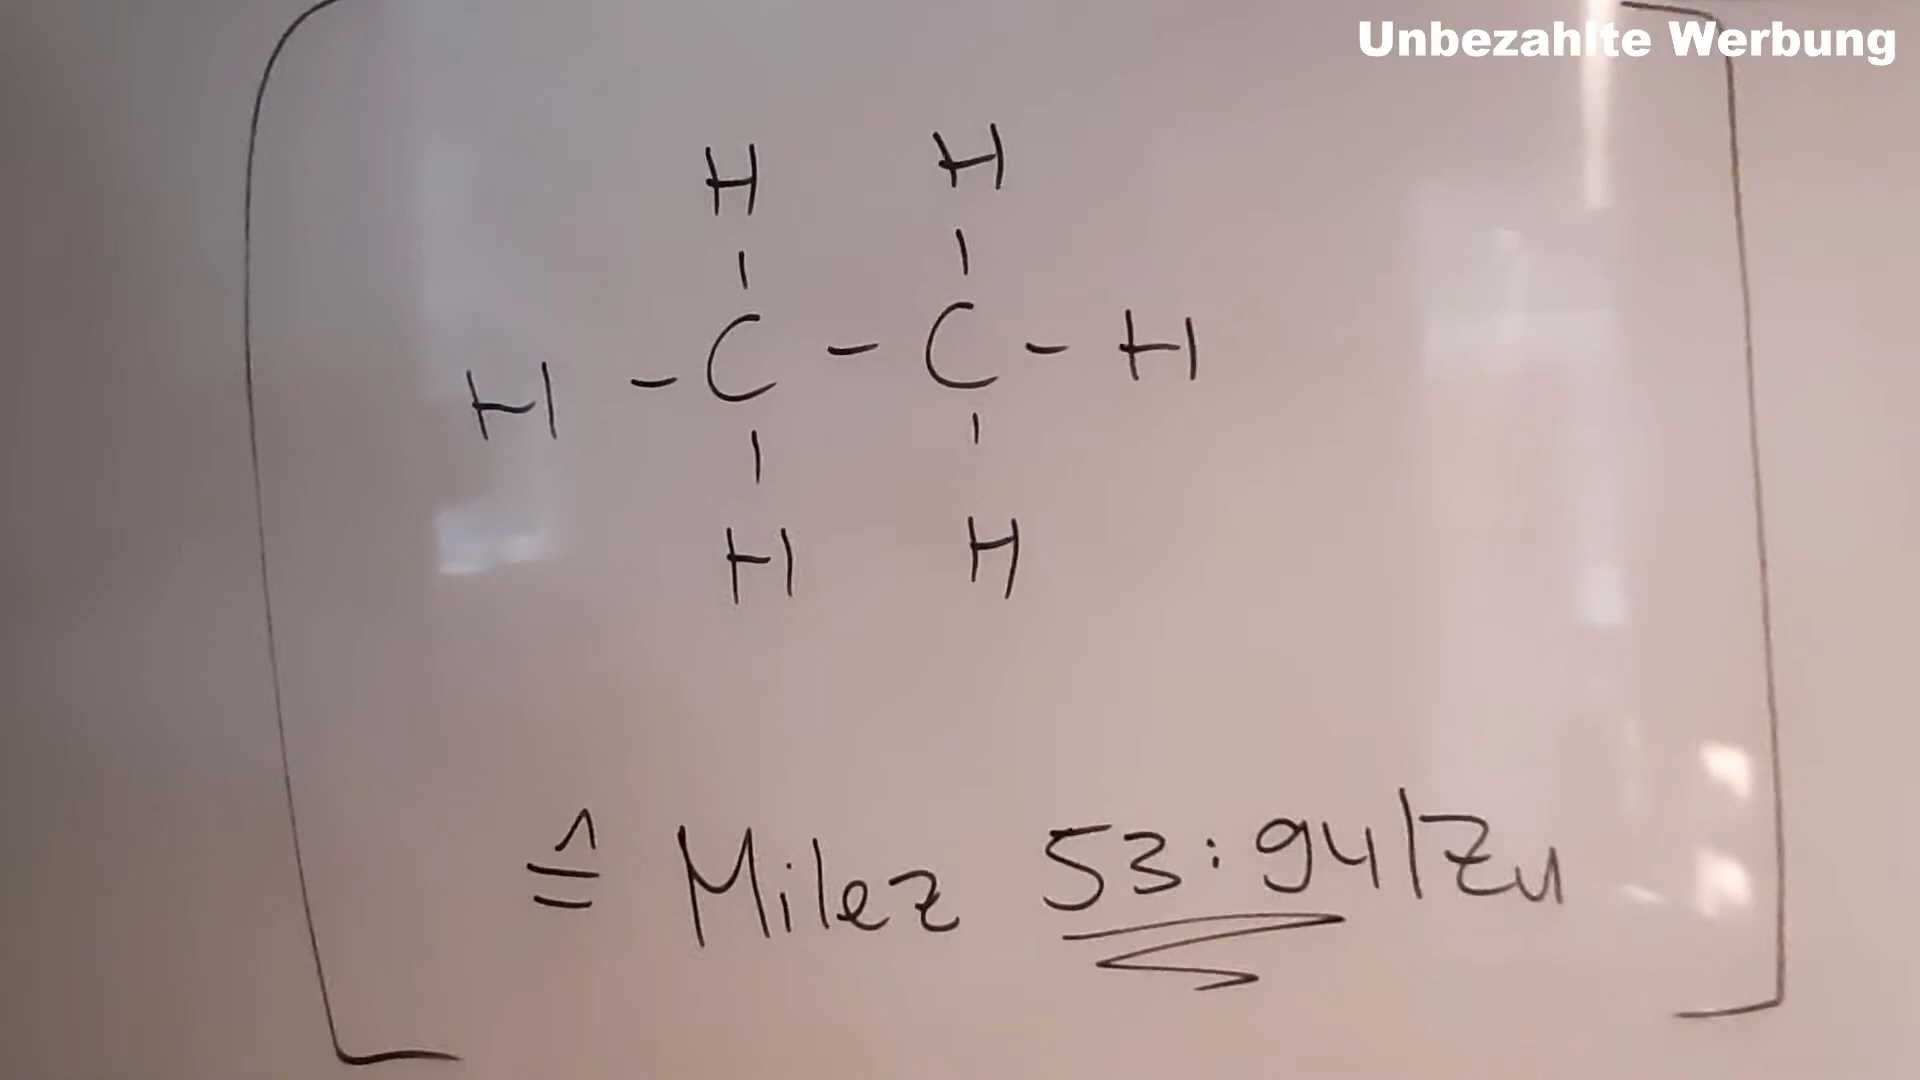 Unbezahlte Werbung
H H
H - C - C - H
H H
≙ Milez 53:94/Zu